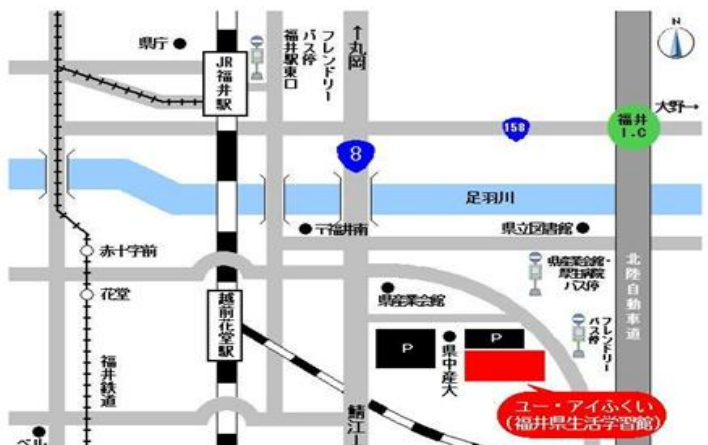 N
県庁
JR福井駅
フレンドリー
バス停
福井駅東口
↑丸岡
大野→
福井
I.C
158
8
足羽川
〒福井南
県立図書館
赤十字前
県産業会館・
厚生病院
バス停
北陸自動車道
花堂
県産業会館
越前花堂駅
フレンドリー
バス停
P
県中産大
P
福井鉄道
ユー・アイふくい
(福井県生活学習館)
鯖江
ベル